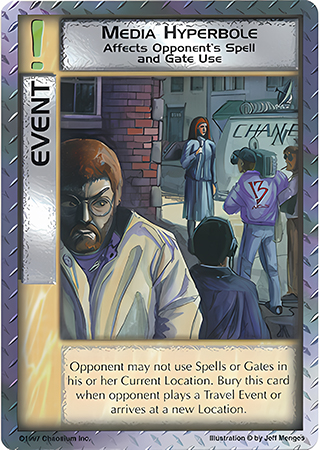 !
EVENT
MEDIA HYPERBOLE
AFFECTS OPPONENT'S SPELL
AND GATE USE
CHANE
13
Opponent may not use Spells or Gates in
his or her Current Location. Bury this card
when opponent plays a Travel Event or
arrives at a new Location.
©1997 Chaosium Inc.
Illustration © by Jeff Menges